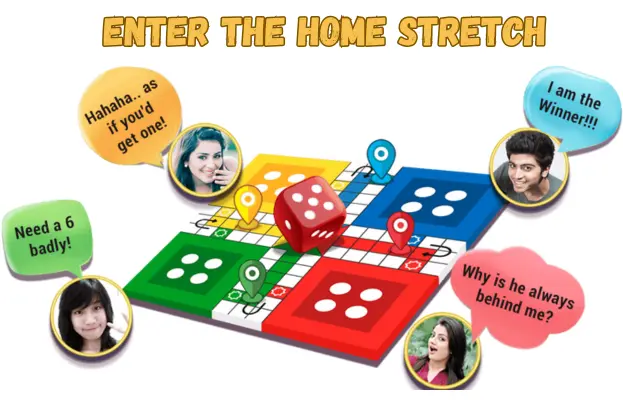 ENTER THE HOME STRETCH
Hahaha.. as
if you'd
get one!
I am the
Winner!!!
Need a 6
badly!
Why is he always
behind me?